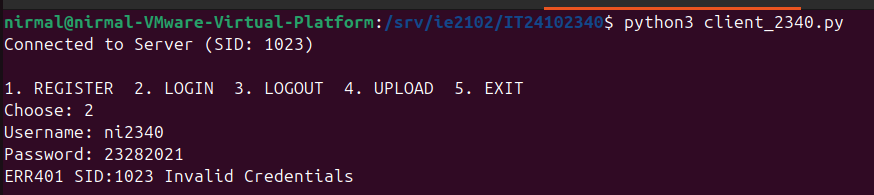 nirmal@nirmal-VMware-Virtual-Platform:/srv/ie2102/IT24102340$ python3 client_2340.py
Connected to Server (SID: 1023)
1. REGISTER  2. LOGIN  3. LOGOUT  4. UPLOAD  5. EXIT
Choose: 2
Username: ni2340
Password: 23282021
ERR401 SID:1023 Invalid Credentials